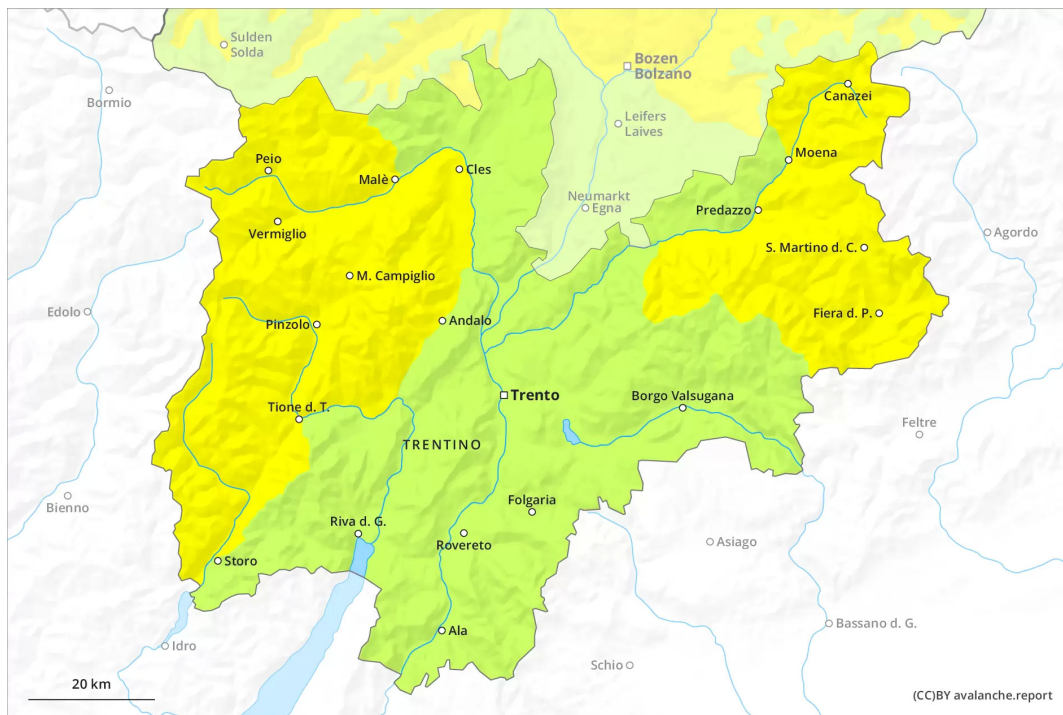 Sulden
Solda
Bozen
Bolzano
Bormio
Canazei
Leifers
Laives
Peio
Malè
Cles
Moena
Neumarkt
Egna
Predazzo
Vermiglio
Agordo
S. Martino d. C.
M. Campiglio
Edolo
Pinzolo
Andalo
Fiera d. P.
Trento
Borgo Valsugana
Tione d. T.
Feltre
TRENTINO
Bienno
Folgaria
Riva d. G.
Rovereto
Asiago
Storo
Ala
Bassano d. G.
Idro
Schio
20 km
(CC)BY avalanche.report